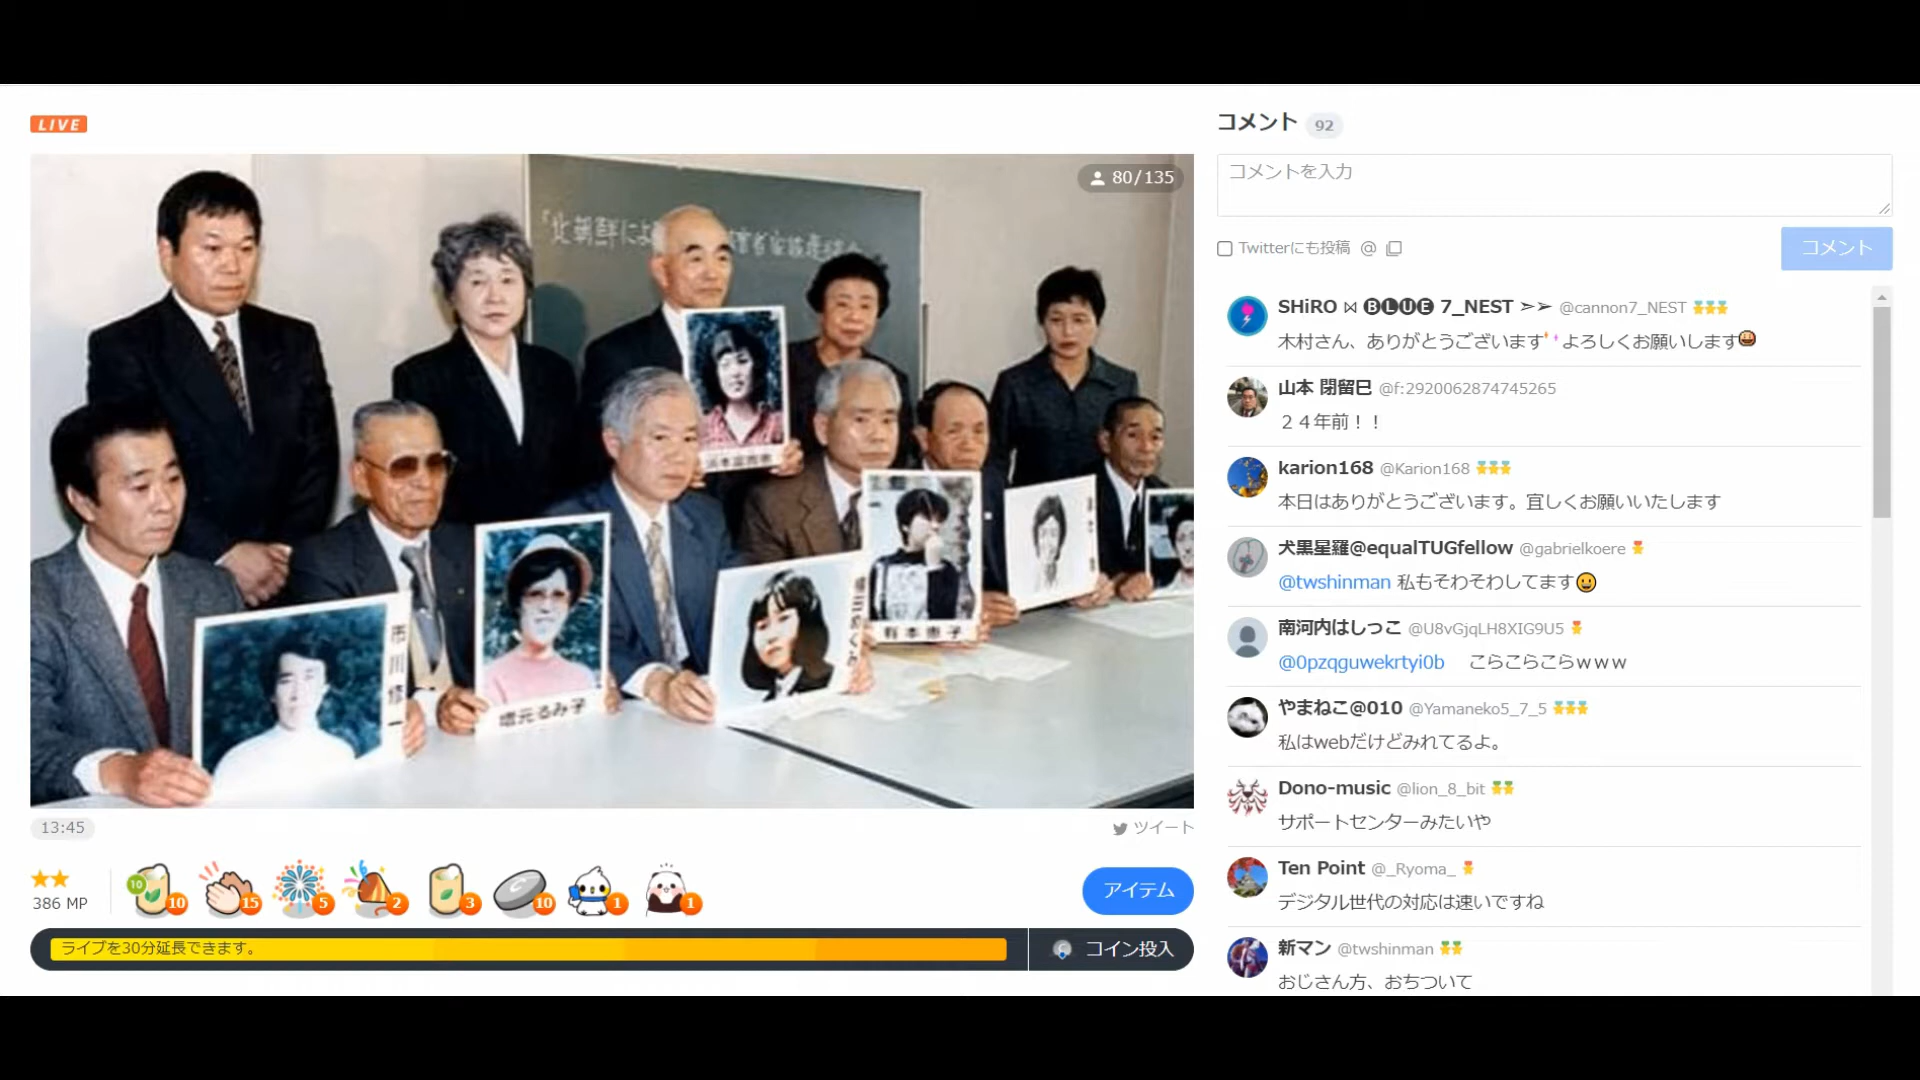 LIVE
80/135
「北朝鮮によ
市川修一
増元るみ子
有本恵子
13:45
ツイート
386 MP
10
10
15
5
2
3
10
1
1
アイテム
ライブを30分延長できます。
コイン投入
コメント 92
コメントを入力
Twitterにも投稿 @
コメント
SHiRO ⋈ 🅑🅛🅤🅔 7_NEST ➣➣ @cannon7_NEST
木村さん、ありがとうございます よろしくお願いします
山本 閉留巳 @f:2920062874745265
２４年前！！
karion168 @Karion168
本日はありがとうございます。宜しくお願いいたします
犬黒星羅@equalTUGfellow @gabrielkoere
@twshinman 私もそわそわしてます😀
南河内はしっこ @U8vGjqLH8XIG9U5
@0pzqguwekrtyi0b こらこらこらｗｗｗ
やまねこ@010 @Yamaneko5_7_5
私はwebだけどみれてるよ。
Dono-music @lion_8_bit
サポートセンターみたいや
Ten Point @_Ryoma_
デジタル世代の対応は速いですね
新マン @twshinman
おじさん方、おちついて